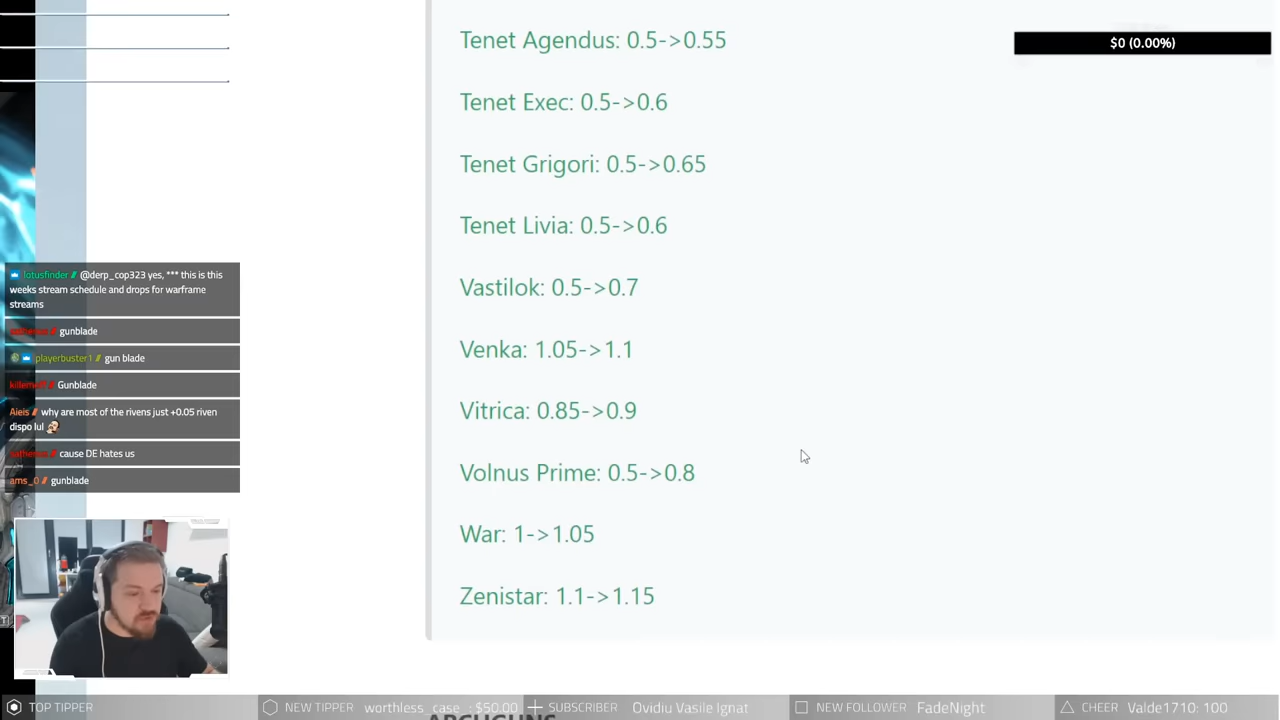 Tenet Agendus: 0.5->0.55
$0 (0.00%)
Tenet Exec: 0.5->0.6
Tenet Grigori: 0.5->0.65
Tenet Livia: 0.5->0.6
Vastilok: 0.5->0.7
Venka: 1.05->1.1
Vitrica: 0.85->0.9
Volnus Prime: 0.5->0.8
War: 1->1.05
Zenistar: 1.1->1.15
lotusfinder // @derp_cop323 yes, *** this is this
weeks stream schedule and drops for warframe
streams
// gunblade
playerbuster1 // gun blade
// Gunblade
Aieis // why are most of the rivens just +0.05 riven
dispo lul
// cause DE hates us
ams_0 // gunblade
TOP TIPPER
NEW TIPPER worthless_case_: $50.00
SUBSCRIBER Ovidiu Vasile Ignat
NEW FOLLOWER FadeNight
CHEER Valde1710: 100
ARCHGUNS